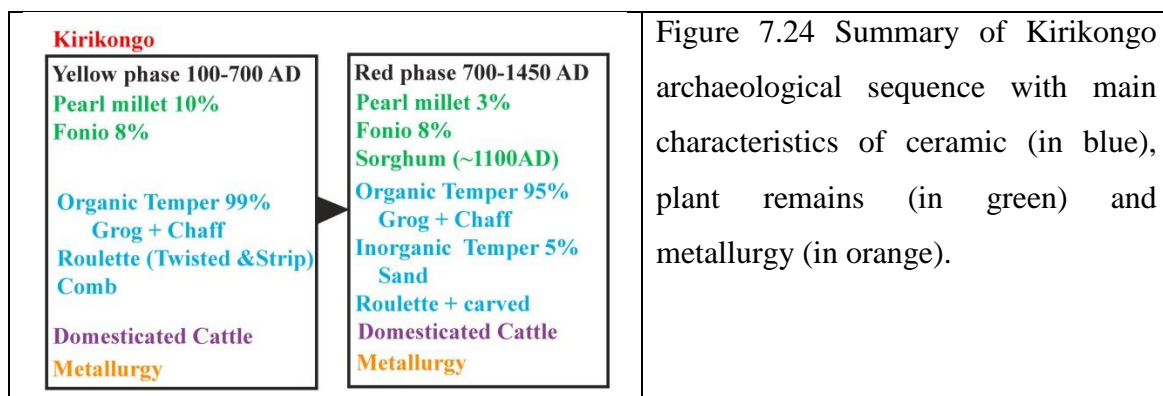 Kirikongo
Yellow phase 100-700 AD
Pearl millet 10%
Fonio 8%
Organic Temper 99%
Grog + Chaff
Roulette (Twisted &Strip)
Comb
Domesticated Cattle
Metallurgy
Red phase 700-1450 AD
Pearl millet 3%
Fonio 8%
Sorghum (~1100AD)
Organic Temper 95%
Grog + Chaff
Inorganic Temper 5%
Sand
Roulette + carved
Domesticated Cattle
Metallurgy
Figure 7.24 Summary of Kirikongo
archaeological sequence with main
characteristics of ceramic (in blue),
plant remains (in green) and
metallurgy (in orange).